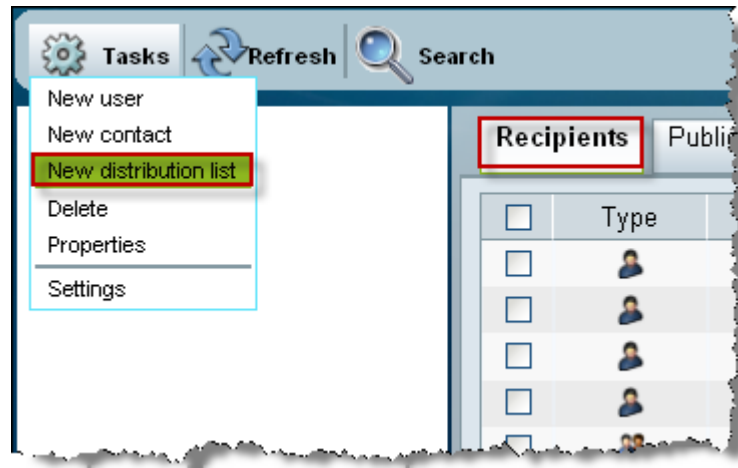 Tasks Refresh Search
New user
New contact
New distribution list
Delete
Properties
Settings
Recipients
Type